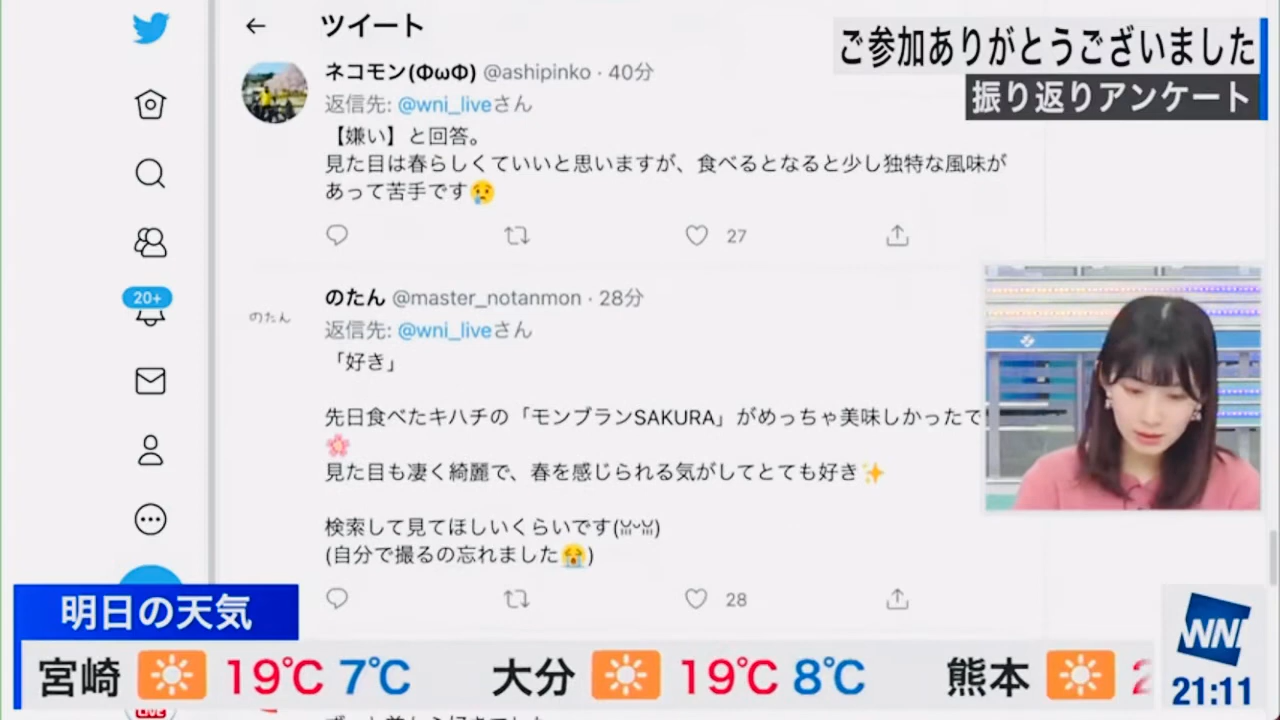 ツイート
ご参加ありがとうございました
振り返りアンケート
ネコモン(ΦωΦ) @ashipinko · 40分
返信先: @wni_liveさん
【嫌い】と回答。
見た目は春らしくていいと思いますが、食べるとなると少し独特な風味が
あって苦手です😢
27
のたん
のたん @master_notanmon · 28分
返信先: @wni_liveさん
「好き」
先日食べたキハチの「モンブランSAKURA」がめっちゃ美味しかったで
🌸
見た目も凄く綺麗で、春を感じられる気がしてとても好き✨
検索して見てほしいくらいです(˘͈ᵕ˘͈)
(自分で撮るの忘れました😭)
28
20+
明日の天気
宮崎 19℃ 7℃ 大分 19℃ 8℃ 熊本 2
WNI
21:11
LIVE